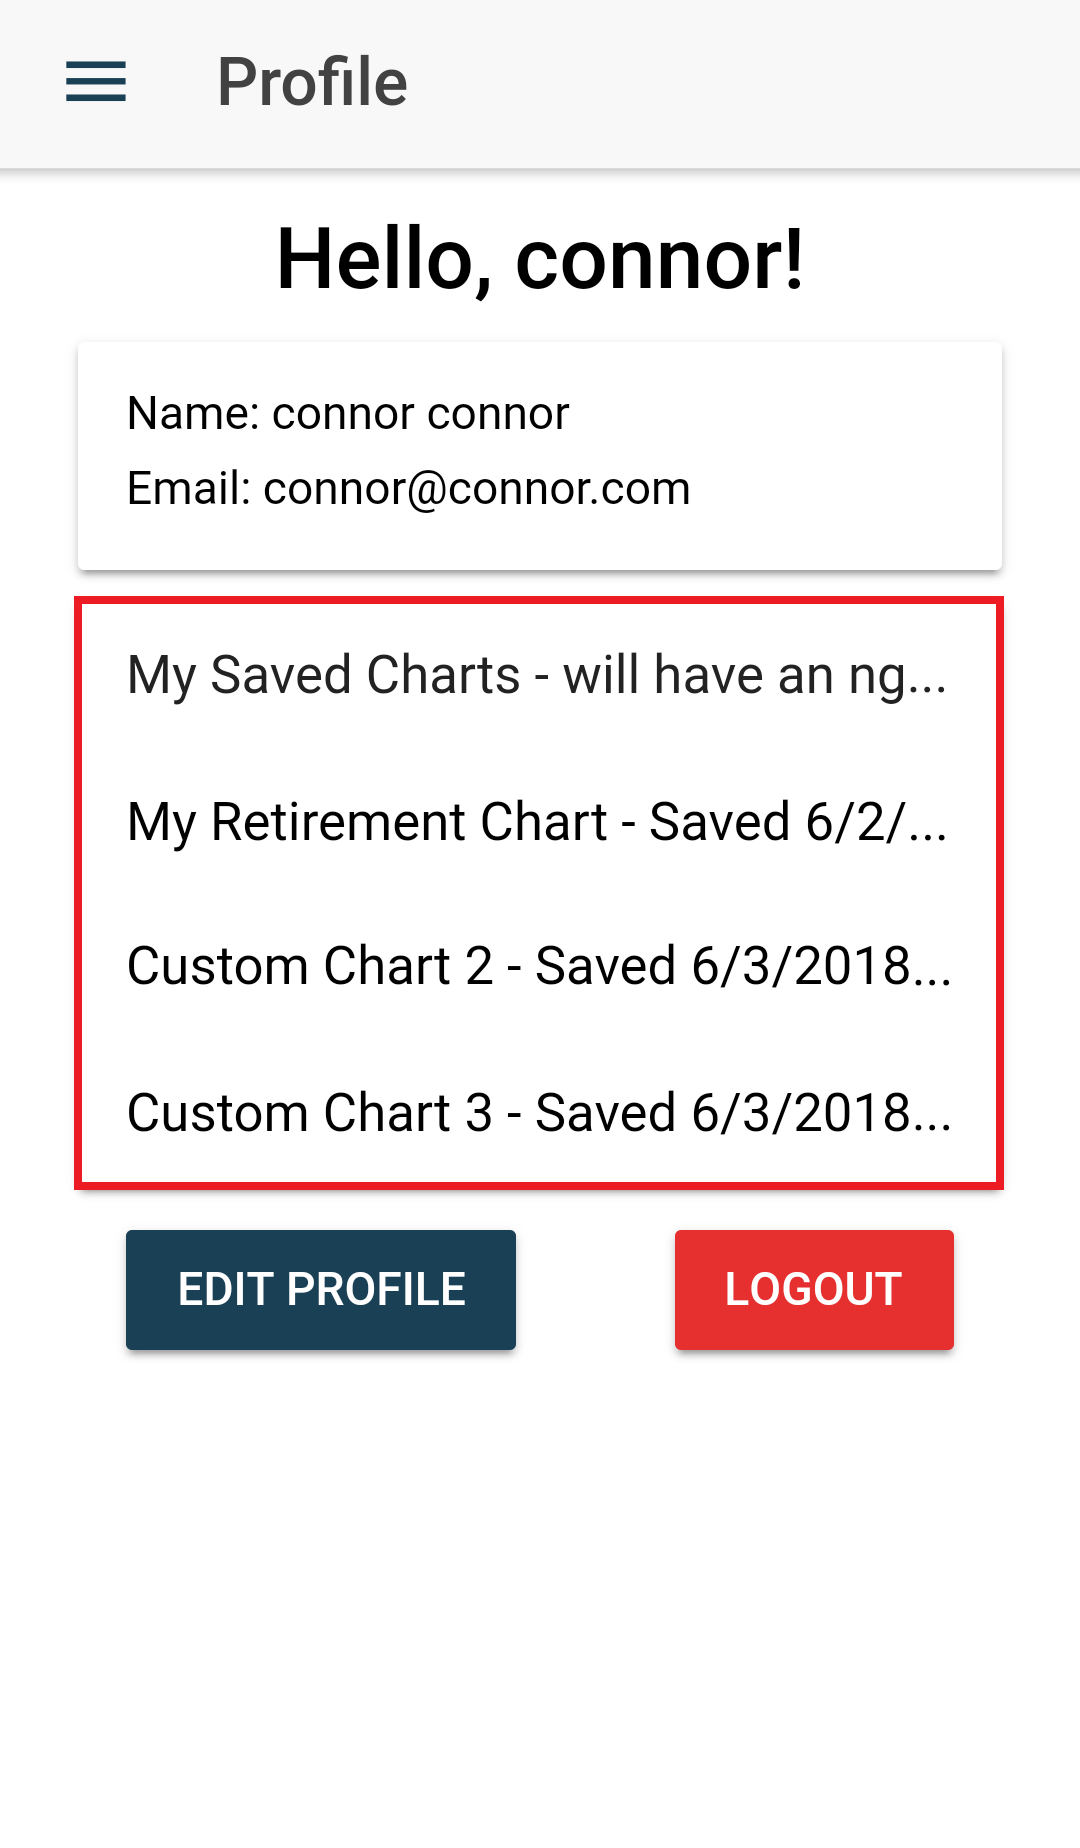 Profile
Hello, connor!
Name: connor connor
Email: connor@connor.com
My Saved Charts - will have an ng...
My Retirement Chart - Saved 6/2/...
Custom Chart 2 - Saved 6/3/2018...
Custom Chart 3 - Saved 6/3/2018...
EDIT PROFILE
LOGOUT